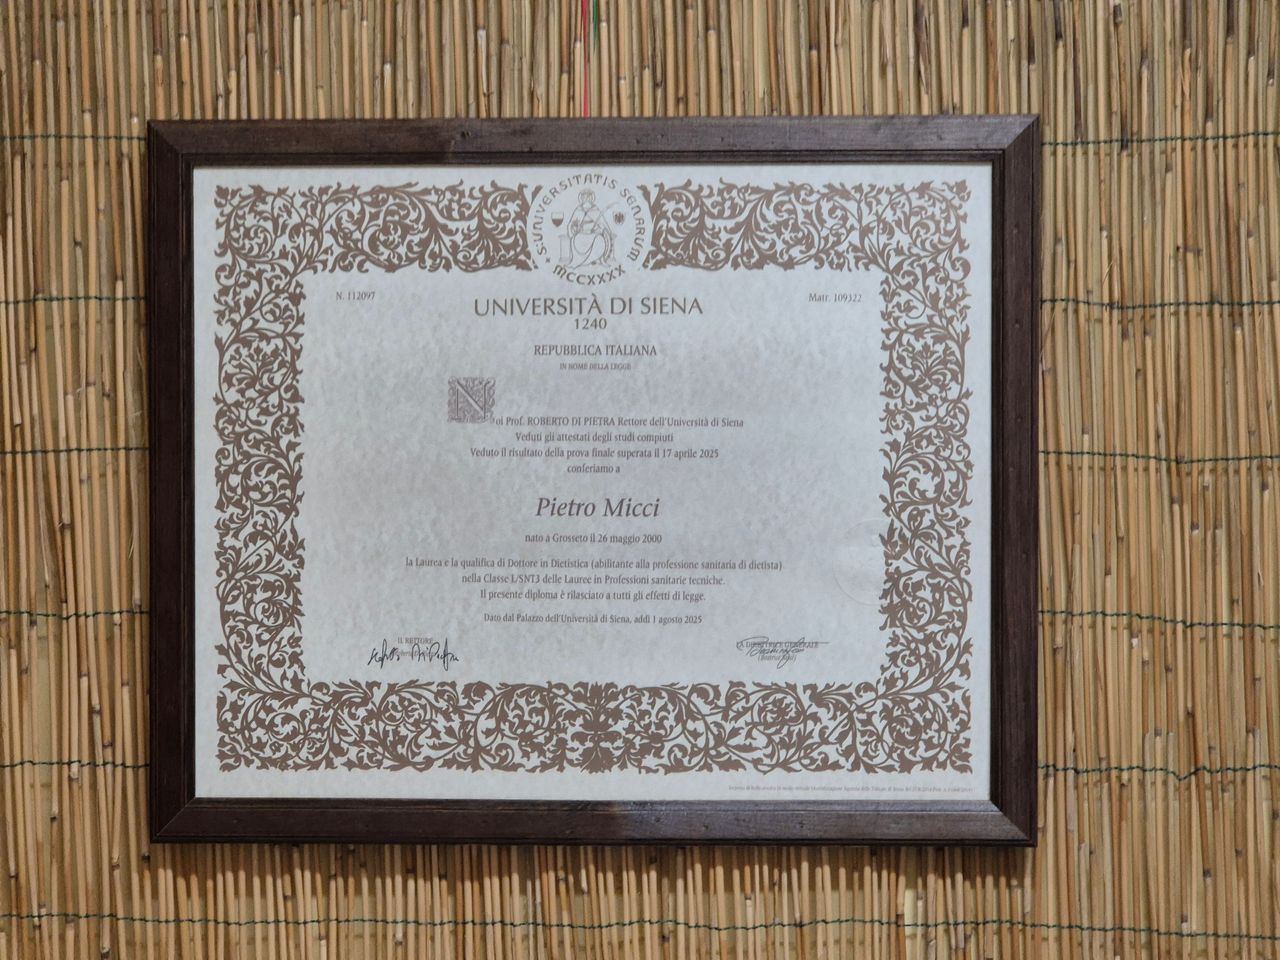 S·UNIVERSITATIS SENARUM
MCCXXXX
N. 112097
Matr. 109322
UNIVERSITÀ DI SIENA
1240
REPUBBLICA ITALIANA
IN NOME DELLA LEGGE
Noi Prof. ROBERTO DI PIETRA Rettore dell'Università di Siena
Veduti gli attestati degli studi compiuti
Veduto il risultato della prova finale superata il 17 aprile 2025
conferiamo a
Pietro Micci
nato a Grosseto il 26 maggio 2000
la Laurea e la qualifica di Dottore in Dietistica (abilitante alla professione sanitaria di dietista)
nella Classe L/SNT3 delle Lauree in Professioni sanitarie tecniche.
Il presente diploma è rilasciato a tutti gli effetti di legge.
Dato dal Palazzo dell'Università di Siena, addì 1 agosto 2025
IL RETTORE
LA DIRETTRICE GENERALE